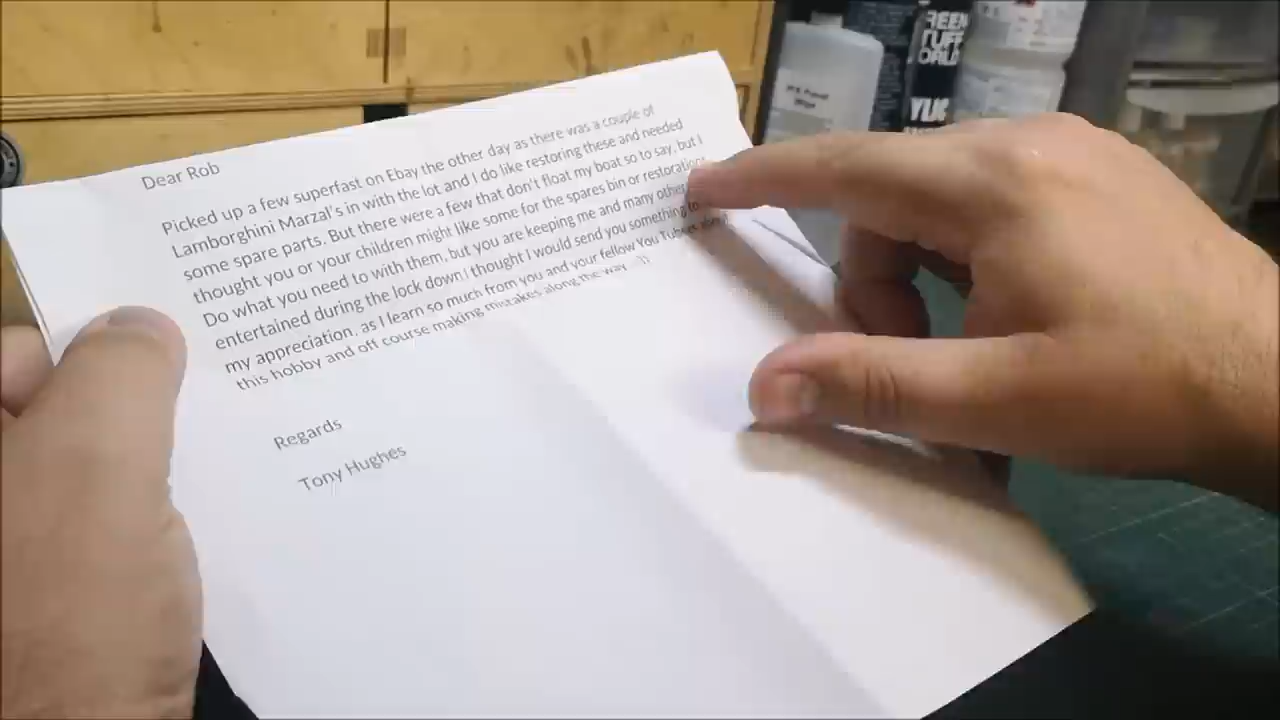 Dear Rob
Picked up a few superfast on Ebay the other day as there was a couple of
Lamborghini Marzal's in with the lot and I do like restoring these and needed
some spare parts. But there were a few that don't float my boat so to say, but I
thought you or your children might like some for the spares bin or restorations
Do what you need to with them, but you are keeping me and many other
entertained during the lock down I thought I would send you something to
my appreciation, as I learn so much from you and your fellow You Tubers
this hobby and off course making mistakes along the way
Regards
Tony Hughes
REEN
TUFF
ORLD